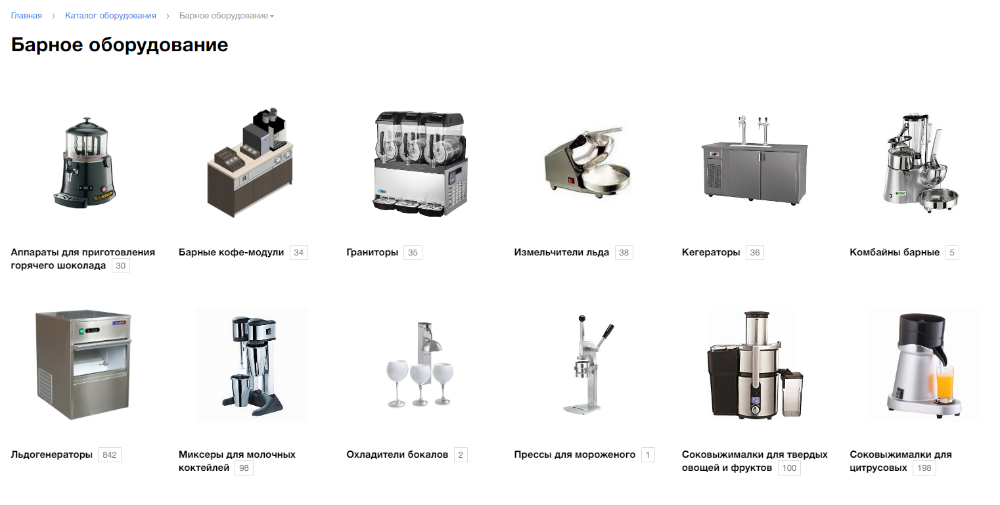 Главная > Каталог оборудования > Барное оборудование
Барное оборудование
ECOLUN
Аппараты для приготовления
горячего шоколада 30
Барные кофе-модули 34
Граниторы 35
Измельчители льда 38
Кегераторы 36
Комбайны барные 5
Льдогенераторы 842
Миксеры для молочных
коктейлей 98
Охладители бокалов 2
Прессы для мороженого 1
Соковыжималки для твердых
овощей и фруктов 100
Соковыжималки для
цитрусовых 198